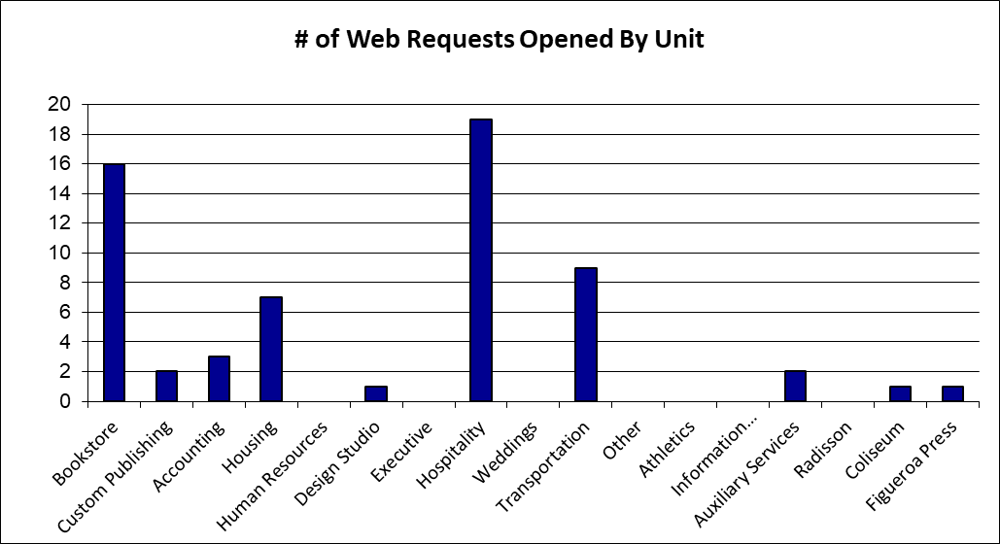 # of Web Requests Opened By Unit
20
18
16
14
12
10
8
6
4
2
0
Bookstore
Custom Publishing
Accounting
Housing
Human Resources
Design Studio
Executive
Hospitality
Weddings
Transportation
Other
Athletics
Information...
Auxiliary Services
Radisson
Coliseum
Figueroa Press